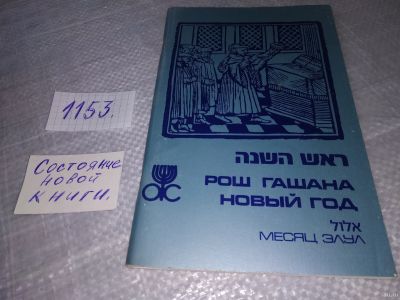 1153.
Состояние
новой
книги.
ראש השנה
РОШ ГАШАНА
НОВЫЙ ГОД
אלול
МЕСЯЦ ЭЛУЛ